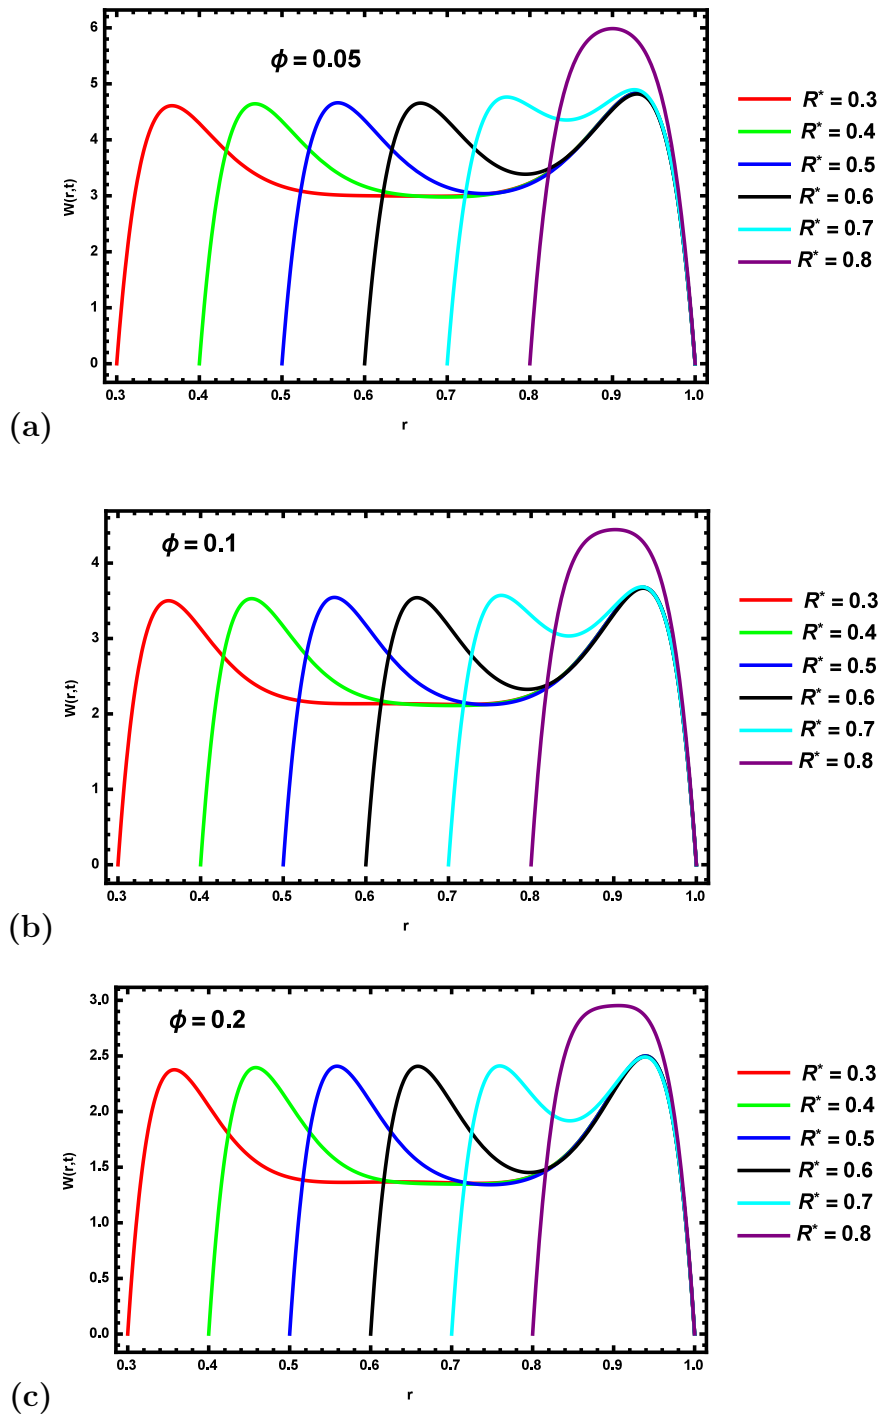 ϕ = 0.05
W(r,t)
6
5
4
3
2
1
0
0.3 0.4 0.5 0.6 0.7 0.8 0.9 1.0
r
R* = 0.3
R* = 0.4
R* = 0.5
R* = 0.6
R* = 0.7
R* = 0.8
(a)
ϕ = 0.1
W(r,t)
4
3
2
1
0
0.3 0.4 0.5 0.6 0.7 0.8 0.9 1.0
r
R* = 0.3
R* = 0.4
R* = 0.5
R* = 0.6
R* = 0.7
R* = 0.8
(b)
ϕ = 0.2
W(r,t)
3.0
2.5
2.0
1.5
1.0
0.5
0.0
0.3 0.4 0.5 0.6 0.7 0.8 0.9 1.0
r
R* = 0.3
R* = 0.4
R* = 0.5
R* = 0.6
R* = 0.7
R* = 0.8
(c)